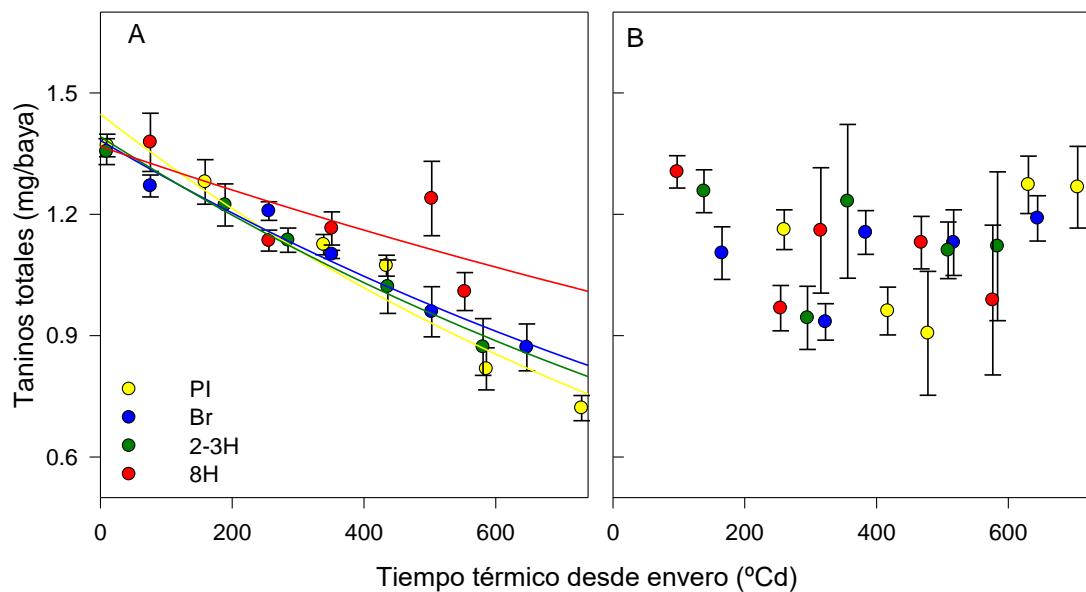 A
B
Taninos totales (mg/baya)
1.5
1.2
0.9
0.6
PI
Br
2-3H
8H
0 200 400 600
0 200 400 600
Tiempo térmico desde envero (ºCd)